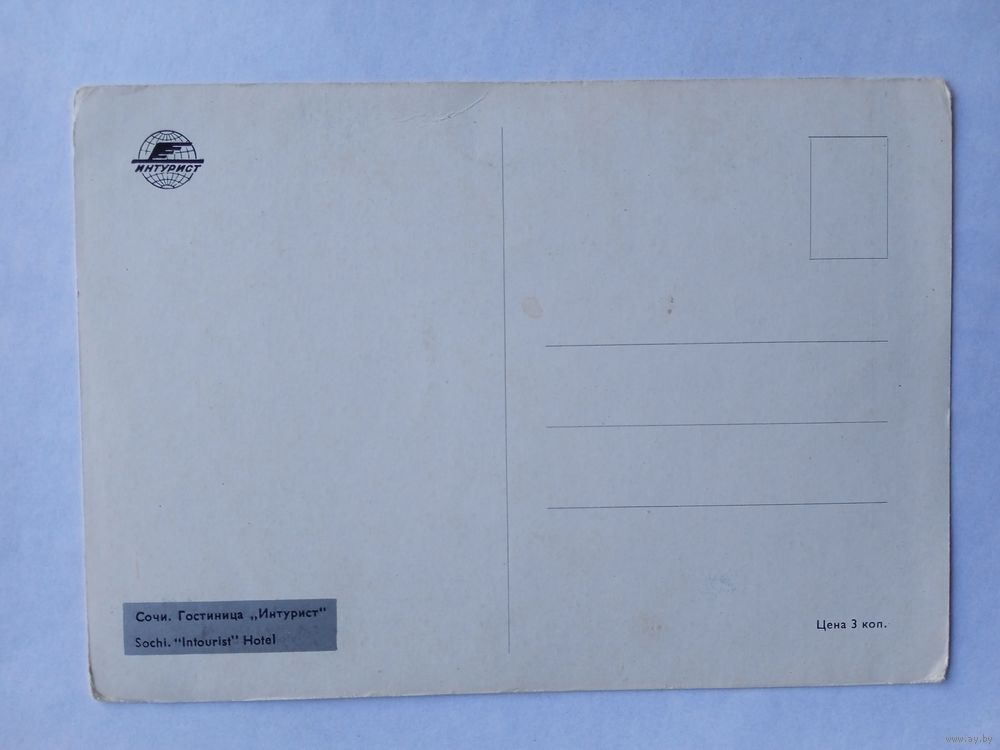 ИНТУРИСТ
Сочи. Гостиница „Интурист"
Sochi. "Intourist" Hotel
Цена 3 коп.
www.ay.by